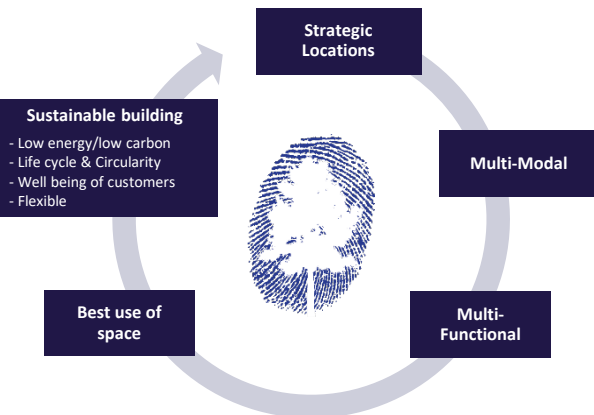 Strategic
Locations
Multi-Modal
Multi-
Functional
Best use of
space
Sustainable building
- Low energy/low carbon
- Life cycle & Circularity
- Well being of customers
- Flexible